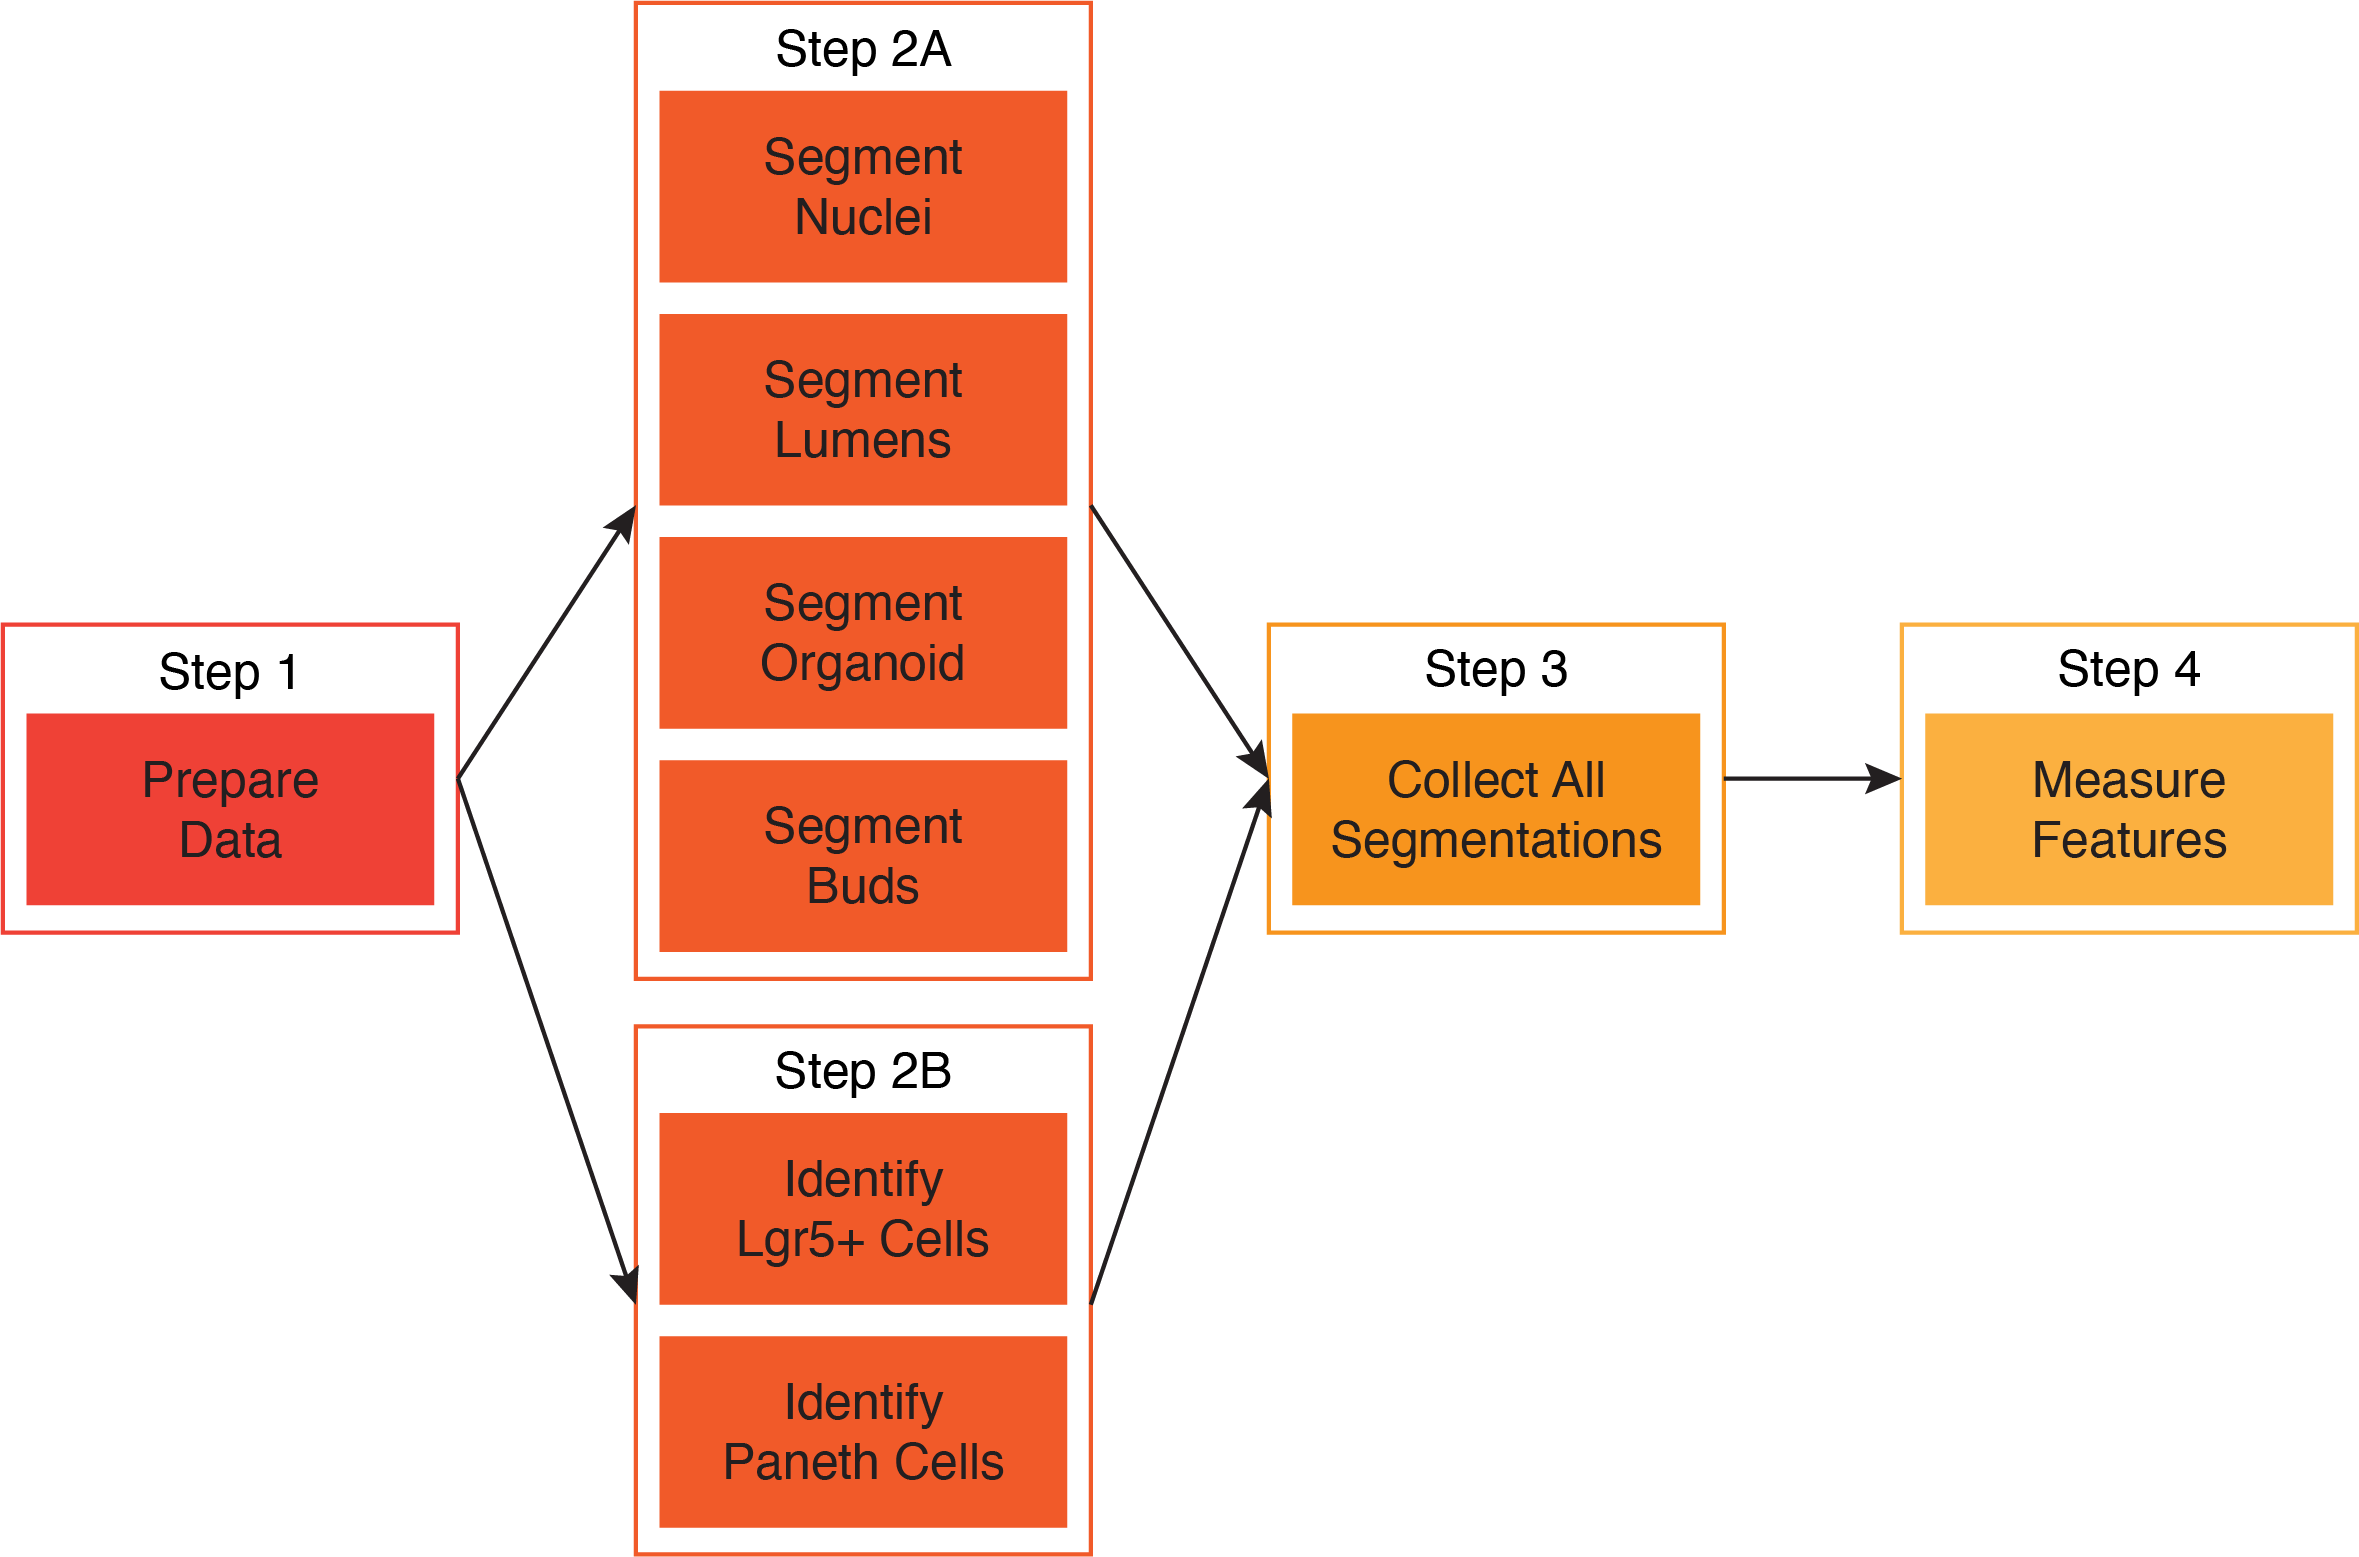 Step 1
Prepare
Data
Step 2A
Segment
Nuclei
Segment
Lumens
Segment
Organoid
Segment
Buds
Step 2B
Identify
Lgr5+ Cells
Identify
Paneth Cells
Step 3
Collect All
Segmentations
Step 4
Measure
Features